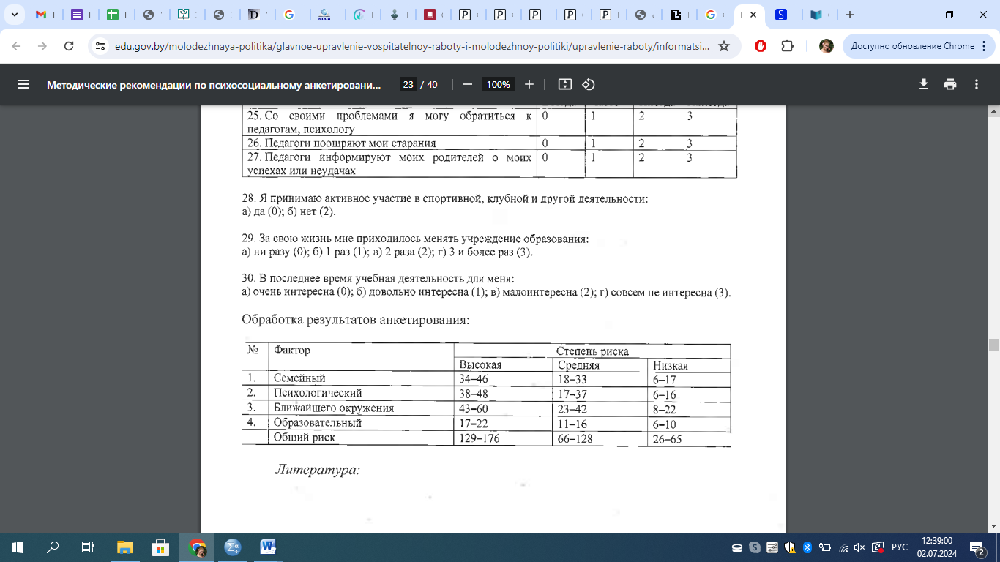 edu.gov.by/molodezhnaya-politika/glavnoe-upravlenie-vospitatelnoy-raboty-i-molodezhnoy-politiki/upravlenie-raboty/informatsi...
Доступно обновление Chrome
Методические рекомендации по психосоциальному анкетировани...
23 / 40
100%
25. Со своими проблемами я могу обратиться к педагогам, психологу 0 1 2 3
26. Педагоги поощряют мои старания 0 1 2 3
27. Педагоги информируют моих родителей о моих успехах или неудачах 0 1 2 3
28. Я принимаю активное участие в спортивной, клубной и другой деятельности:
а) да (0); б) нет (2).
29. За свою жизнь мне приходилось менять учреждение образования:
а) ни разу (0); б) 1 раз (1); в) 2 раза (2); г) 3 и более раз (3).
30. В последнее время учебная деятельность для меня:
а) очень интересна (0); б) довольно интересна (1); в) малоинтересна (2); г) совсем не интересна (3).
Обработка результатов анкетирования:
№ Фактор Степень риска
Высокая Средняя Низкая
1. Семейный 34–46 18–33 6–17
2. Психологический 38–48 17–37 6–16
3. Ближайшего окружения 43–60 23–42 8–22
4. Образовательный 17–22 11–16 6–10
Общий риск 129–176 66–128 26–65
Литература:
РУС
12:39:00
02.07.2024
2